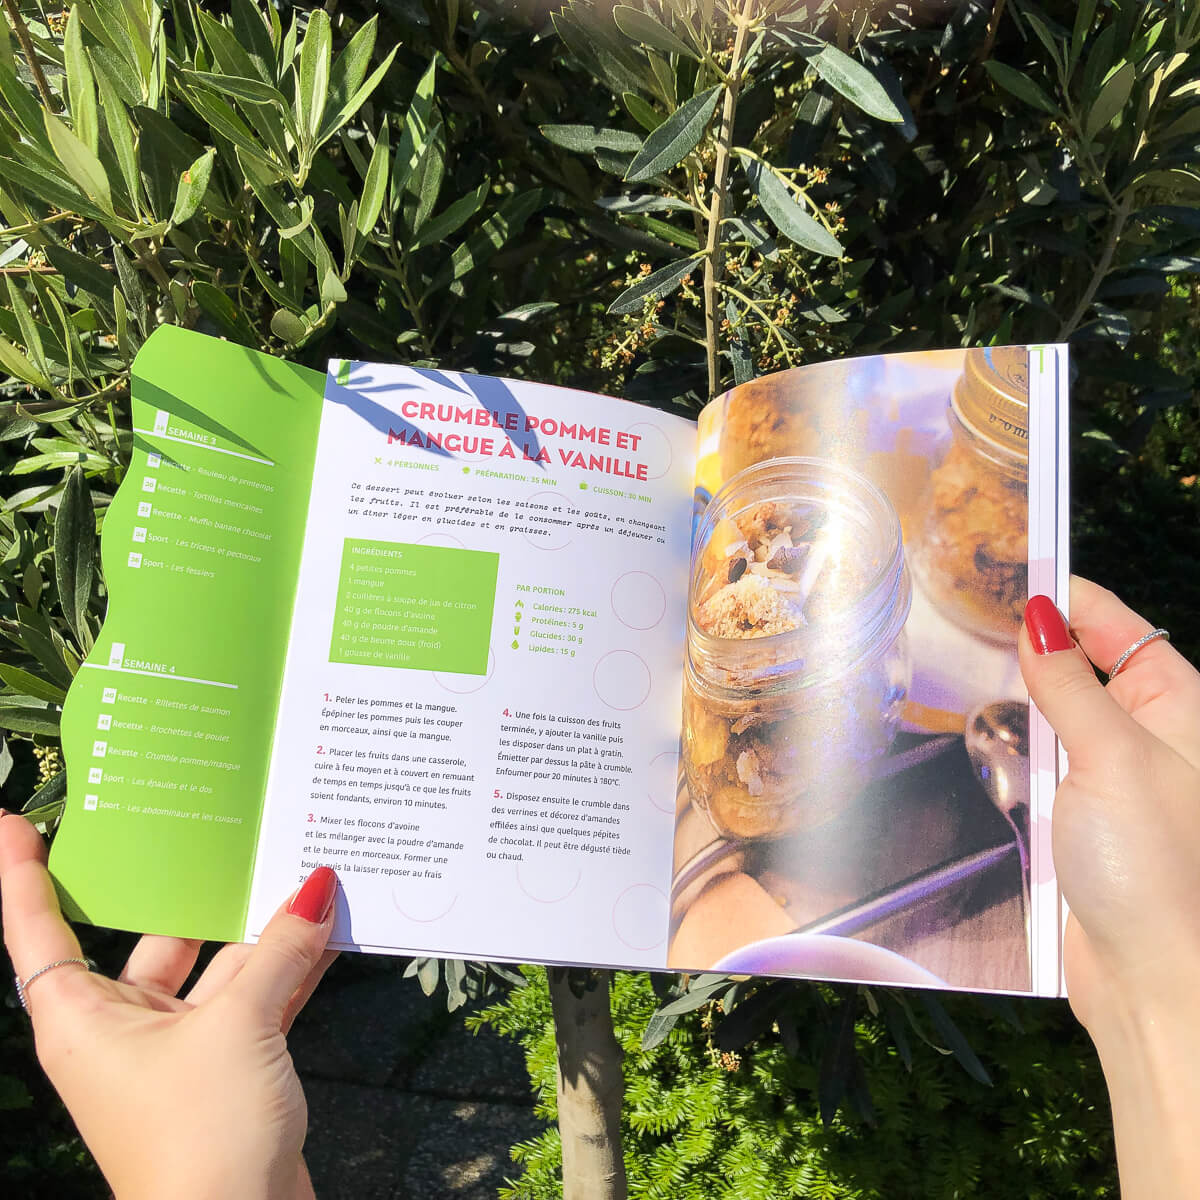 SEMAINE 3
Recette - Rouleau de printemps
20 Recette - Tortillas mexicaines
Recette - Muffin banane chocolat
Sport - Les triceps et pectoraux
Sport - Les fessiers
SEMAINE 4
40 Recette - Rillettes de saumon
Recette - Brochettes de poulet
44 Recette - Crumble pomme/mangue
Sport - Les épaules et le dos
Sport - Les abdominaux et les cuisses
CRUMBLE POMME ET
MANGUE À LA VANILLE
4 PERSONNES PRÉPARATION : 35 MIN CUISSON : 30 MIN
Ce dessert peut évoluer selon les saisons et les goûts, en changeant
les fruits. Il est préférable de le consommer après un déjeuner ou
un dîner léger en glucides et en graisses.
INGRÉDIENTS
4 petites pommes
1 mangue
2 cuillères à soupe de jus de citron
40 g de flocons d'avoine
40 g de poudre d'amande
40 g de beurre doux (froid)
1 gousse de vanille
PAR PORTION
Calories : 275 kcal
Protéines : 5 g
Glucides : 30 g
Lipides : 15 g
1. Peler les pommes et la mangue.
Épépiner les pommes puis les couper
en morceaux, ainsi que la mangue.
2. Placer les fruits dans une casserole,
cuire à feu moyen et à couvert en remuant
de temps en temps jusqu'à ce que les fruits
soient fondants, environ 10 minutes.
3. Mixer les flocons d'avoine
et les mélanger avec la poudre d'amande
et le beurre en morceaux. Former une
boule puis la laisser reposer au frais
4. Une fois la cuisson des fruits
terminée, y ajouter la vanille puis
les disposer dans un plat à gratin.
Émietter par dessus la pâte à crumble.
Enfourner pour 20 minutes à 180°C.
5. Disposez ensuite le crumble dans
des verrines et décorez d'amandes
effilées ainsi que quelques pépites
de chocolat. Il peut être dégusté tiède
ou chaud.